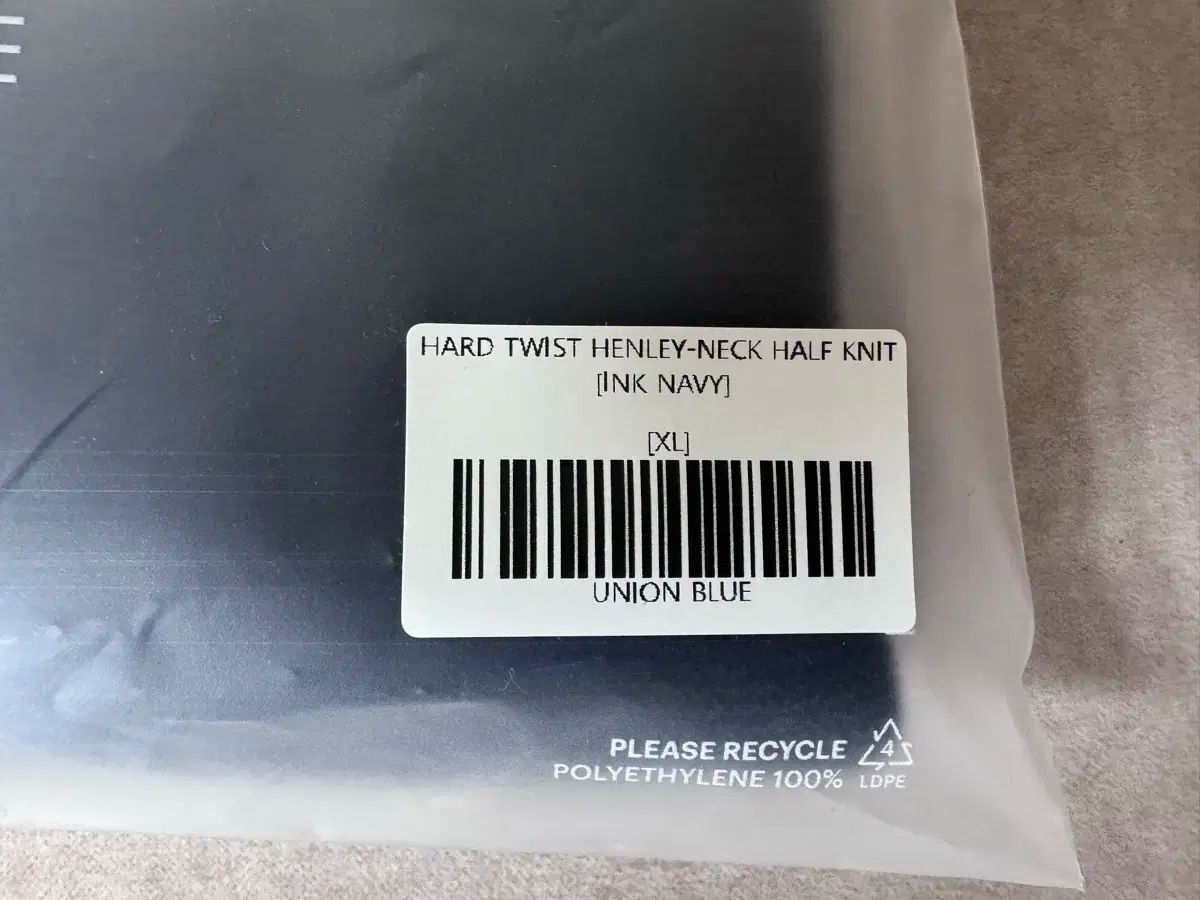 HARD TWIST HENLEY-NECK HALF KNIT
[INK NAVY]
[XL]
UNION BLUE
PLEASE RECYCLE 4
POLYETHYLENE 100% LDPE